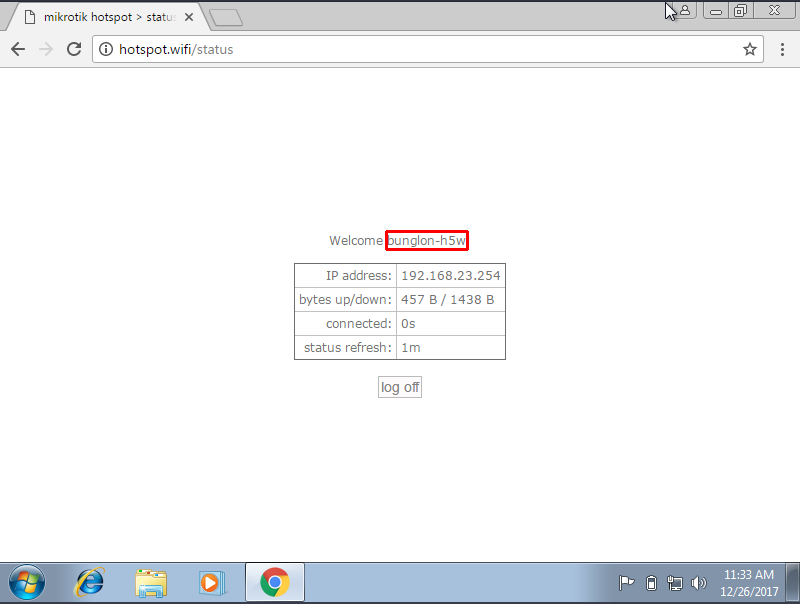 mikrotik hotspot > statu
hotspot.wifi/status
Welcome bunglon-h5w
IP address: 192.168.23.254
bytes up/down: 457 B / 1438 B
connected: 0s
status refresh: 1m
log off
11:33 AM
12/26/2017